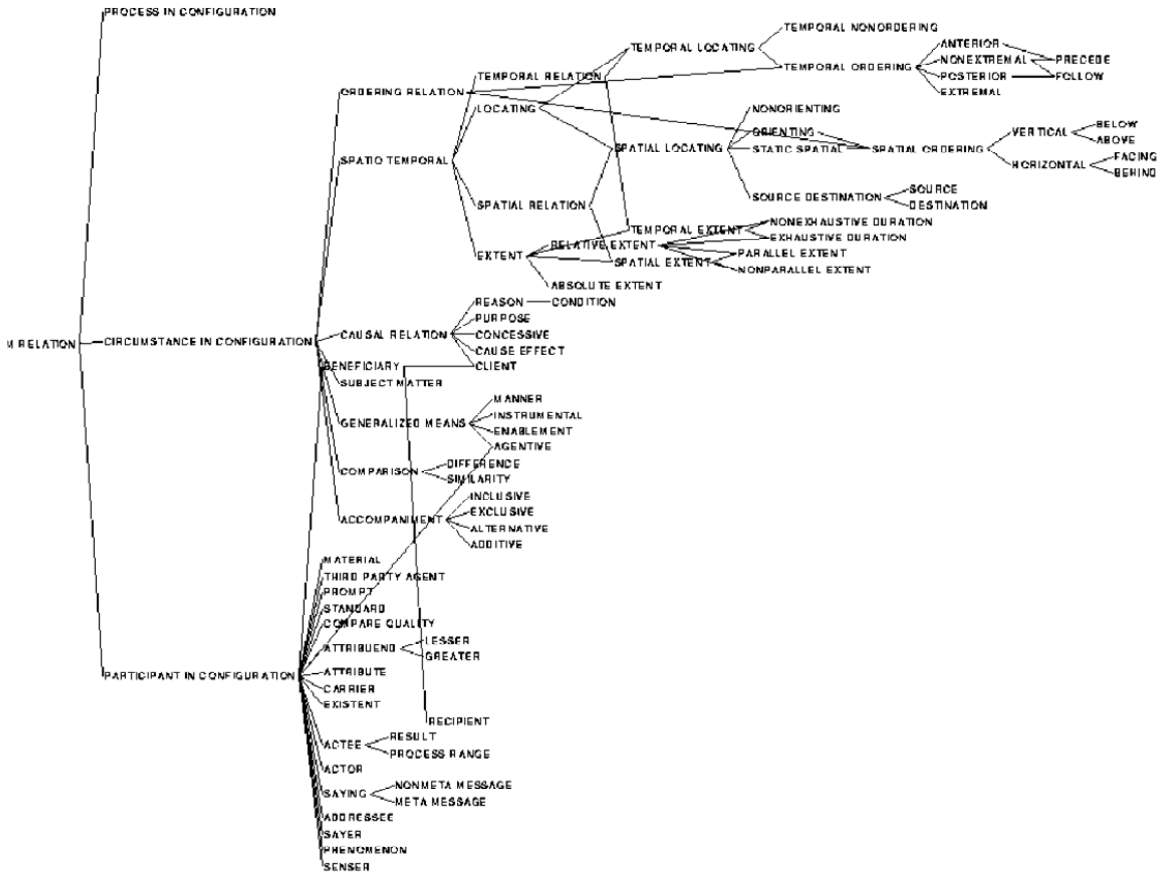 PROCESS IN CONFIGURATION
TEMPORAL NONORDERING
TEMPORAL LOCATING
ANTERIOR
NONEXTREMAL
PRECEDE
TEMPORAL ORDERING
POSTERIOR
FOLLOW
TEMPORAL RELATION
EXTREMAL
ORDERING RELATION
LOCATING
NONORIENTING
BELOW
ORIENTING
VERTICAL
ABOVE
SPATIO TEMPORAL
SPATIAL LOCATING
STATIC SPATIAL
SPATIAL ORDERING
FACING
HORIZONTAL
BEHIND
SOURCE DESTINATION
SOURCE
DESTINATION
SPATIAL RELATION
NONEXHAUSTIVE DURATION
TEMPORAL EXTENT
EXHAUSTIVE DURATION
RELATIVE EXTENT
EXTENT
PARALLEL EXTENT
SPATIAL EXTENT
NONPARALLEL EXTENT
ABSOLUTE EXTENT
REASON
CONDITION
PURPOSE
CAUSAL RELATION
CONCESSIVE
M RELATION
CIRCUMSTANCE IN CONFIGURATION
CAUSE EFFECT
BENEFICIARY
CLIENT
SUBJECT MATTER
MANNER
INSTRUMENTAL
GENERALIZED MEANS
ENABLEMENT
AGENTIVE
DIFFERENCE
COMPARISON
SIMILARITY
INCLUSIVE
EXCLUSIVE
ACCOMPANIMENT
ALTERNATIVE
ADDITIVE
MATERIAL
THIRD PARTY AGENT
PROMPT
STANDARD
COMPARE QUALITY
LESSER
ATTRIBUEND
GREATER
PARTICIPANT IN CONFIGURATION
ATTRIBUTE
CARRIER
EXISTENT
RECIPIENT
RESULT
ACTEE
PROCESS RANGE
ACTOR
NONMETA MESSAGE
SAYING
META MESSAGE
ADDRESSEE
SAYER
PHENOMENON
SENSER